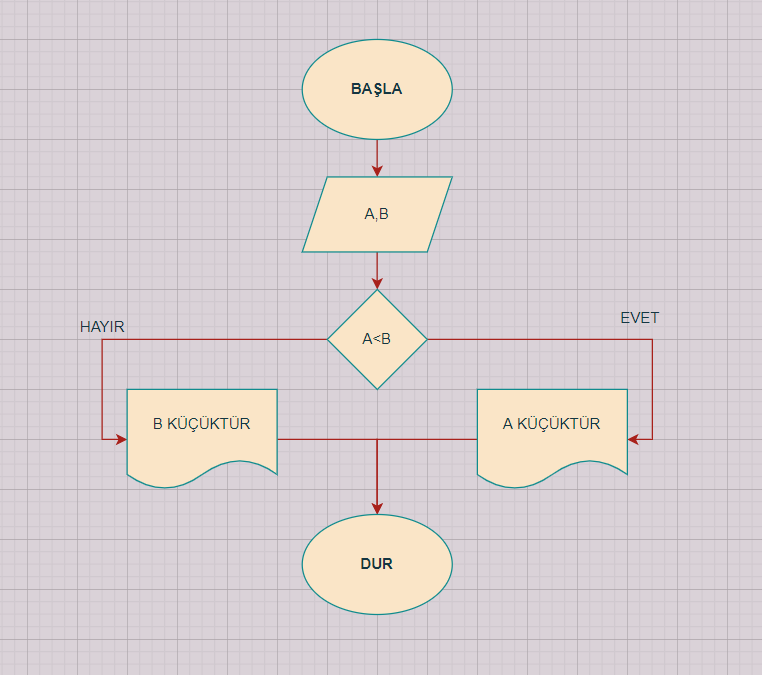 BAŞLA
A,B
A<B
HAYIR
EVET
B KÜÇÜKTÜR
A KÜÇÜKTÜR
DUR